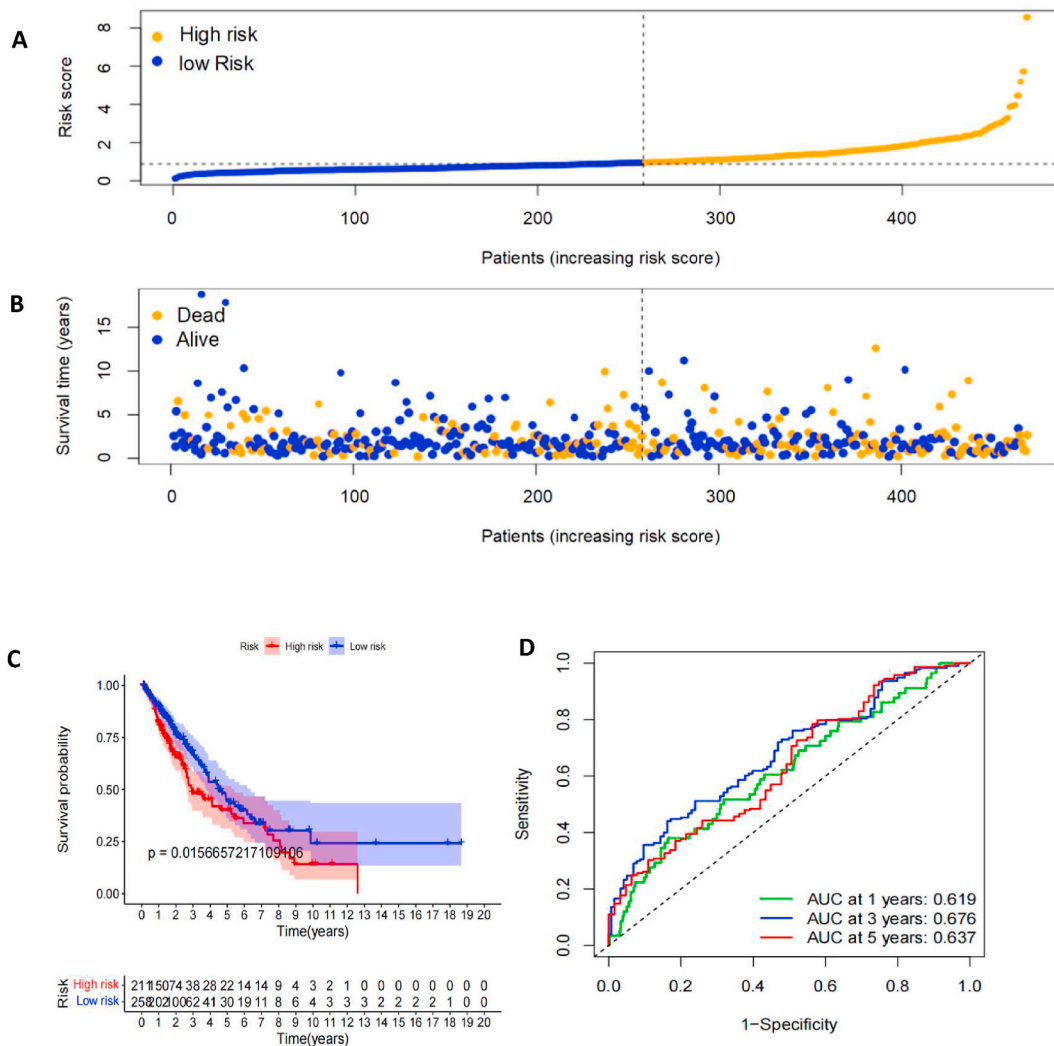 A
High risk
low Risk
Risk score
8
6
4
2
0
0 100 200 300 400
Patients (increasing risk score)
B
Dead
Alive
Survival time (years)
15
10
5
0
0 100 200 300 400
Patients (increasing risk score)
C
Risk High risk Low risk
Survival probability
1.00
0.75
0.50
0.25
0.00
p = 0.0156657217109406
0 1 2 3 4 5 6 7 8 9 10 11 12 13 14 15 16 17 18 19 20
Time(years)
Risk
High risk 211 150 74 38 28 22 14 14 9 4 3 2 1 0 0 0 0 0 0 0 0
Low risk 258 202 100 62 41 30 19 11 8 6 4 3 3 3 2 2 2 2 1 0 0
0 1 2 3 4 5 6 7 8 9 10 11 12 13 14 15 16 17 18 19 20
Time(years)
D
Sensitivity
1.0
0.8
0.6
0.4
0.2
0.0
AUC at 1 years: 0.619
AUC at 3 years: 0.676
AUC at 5 years: 0.637
0.0 0.2 0.4 0.6 0.8 1.0
1-Specificity